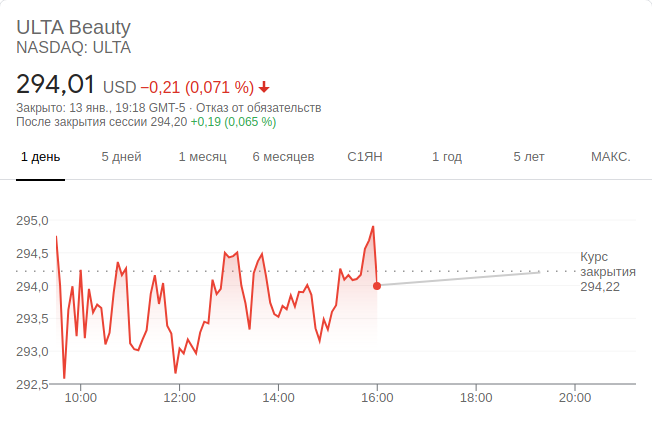 ULTA Beauty
NASDAQ: ULTA
294,01 USD −0,21 (0,071 %)
Закрыто: 13 янв., 19:18 GMT-5 · Отказ от обязательств
После закрытия сессии 294,20 +0,19 (0,065 %)
1 день 5 дней 1 месяц 6 месяцев С1ЯН 1 год 5 лет МАКС.
295,0
294,5
294,0
293,5
293,0
292,5
Курс
закрытия
294,22
10:00 12:00 14:00 16:00 18:00 20:00